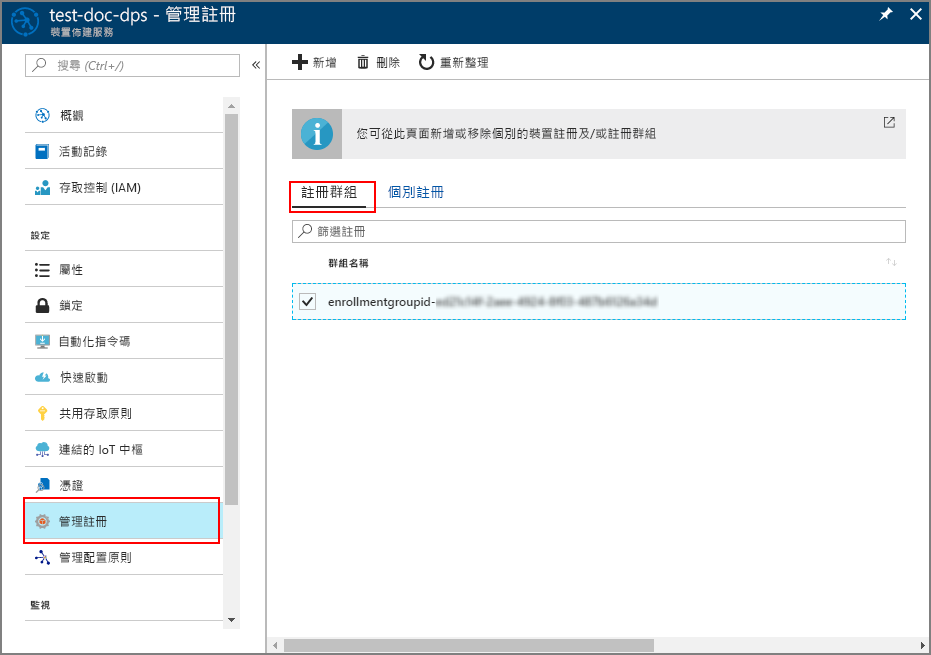 test-doc-dps - 管理註冊
裝置佈建服務
搜尋 (Ctrl+/)
概觀
活動記錄
存取控制 (IAM)
設定
屬性
鎖定
自動化指令碼
快速啟動
共用存取原則
連結的 IoT 中樞
憑證
管理註冊
管理配置原則
監視
新增
刪除
重新整理
您可從此頁面新增或移除個別的裝置註冊及/或註冊群組
註冊群組
個別註冊
篩選註冊
群組名稱
enrollmentgroupid-